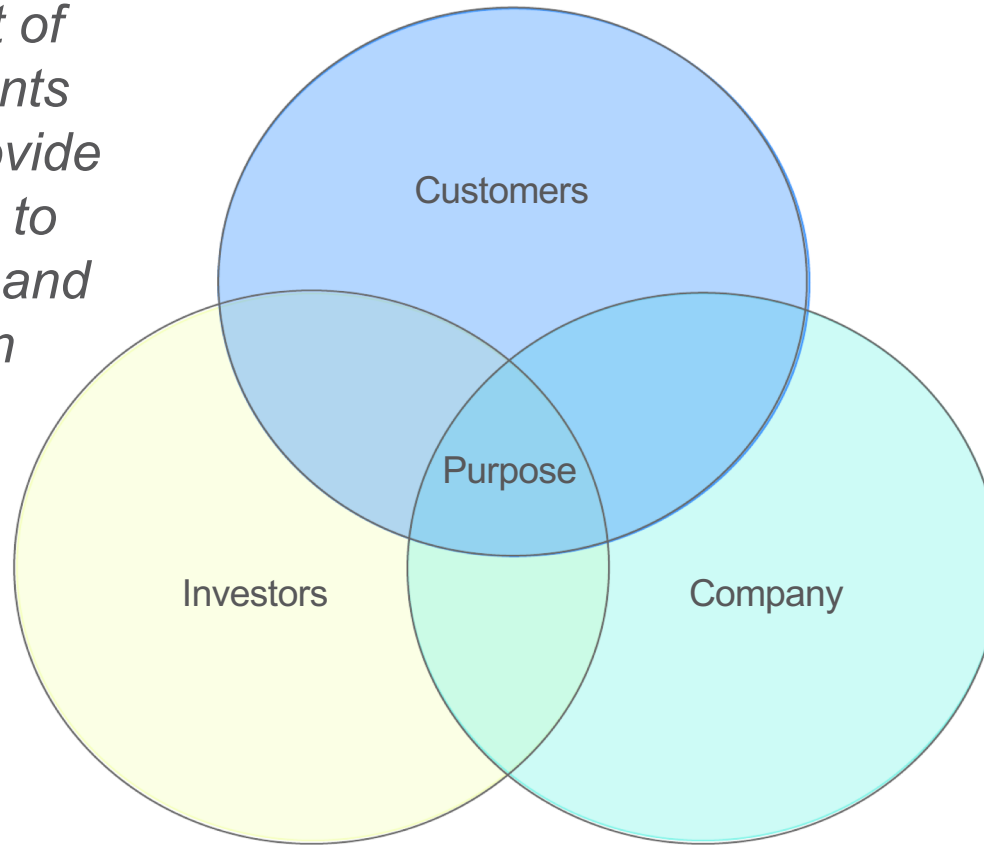 t of
nts
ovide
to
and
n
Customers
Purpose
Investors
Company